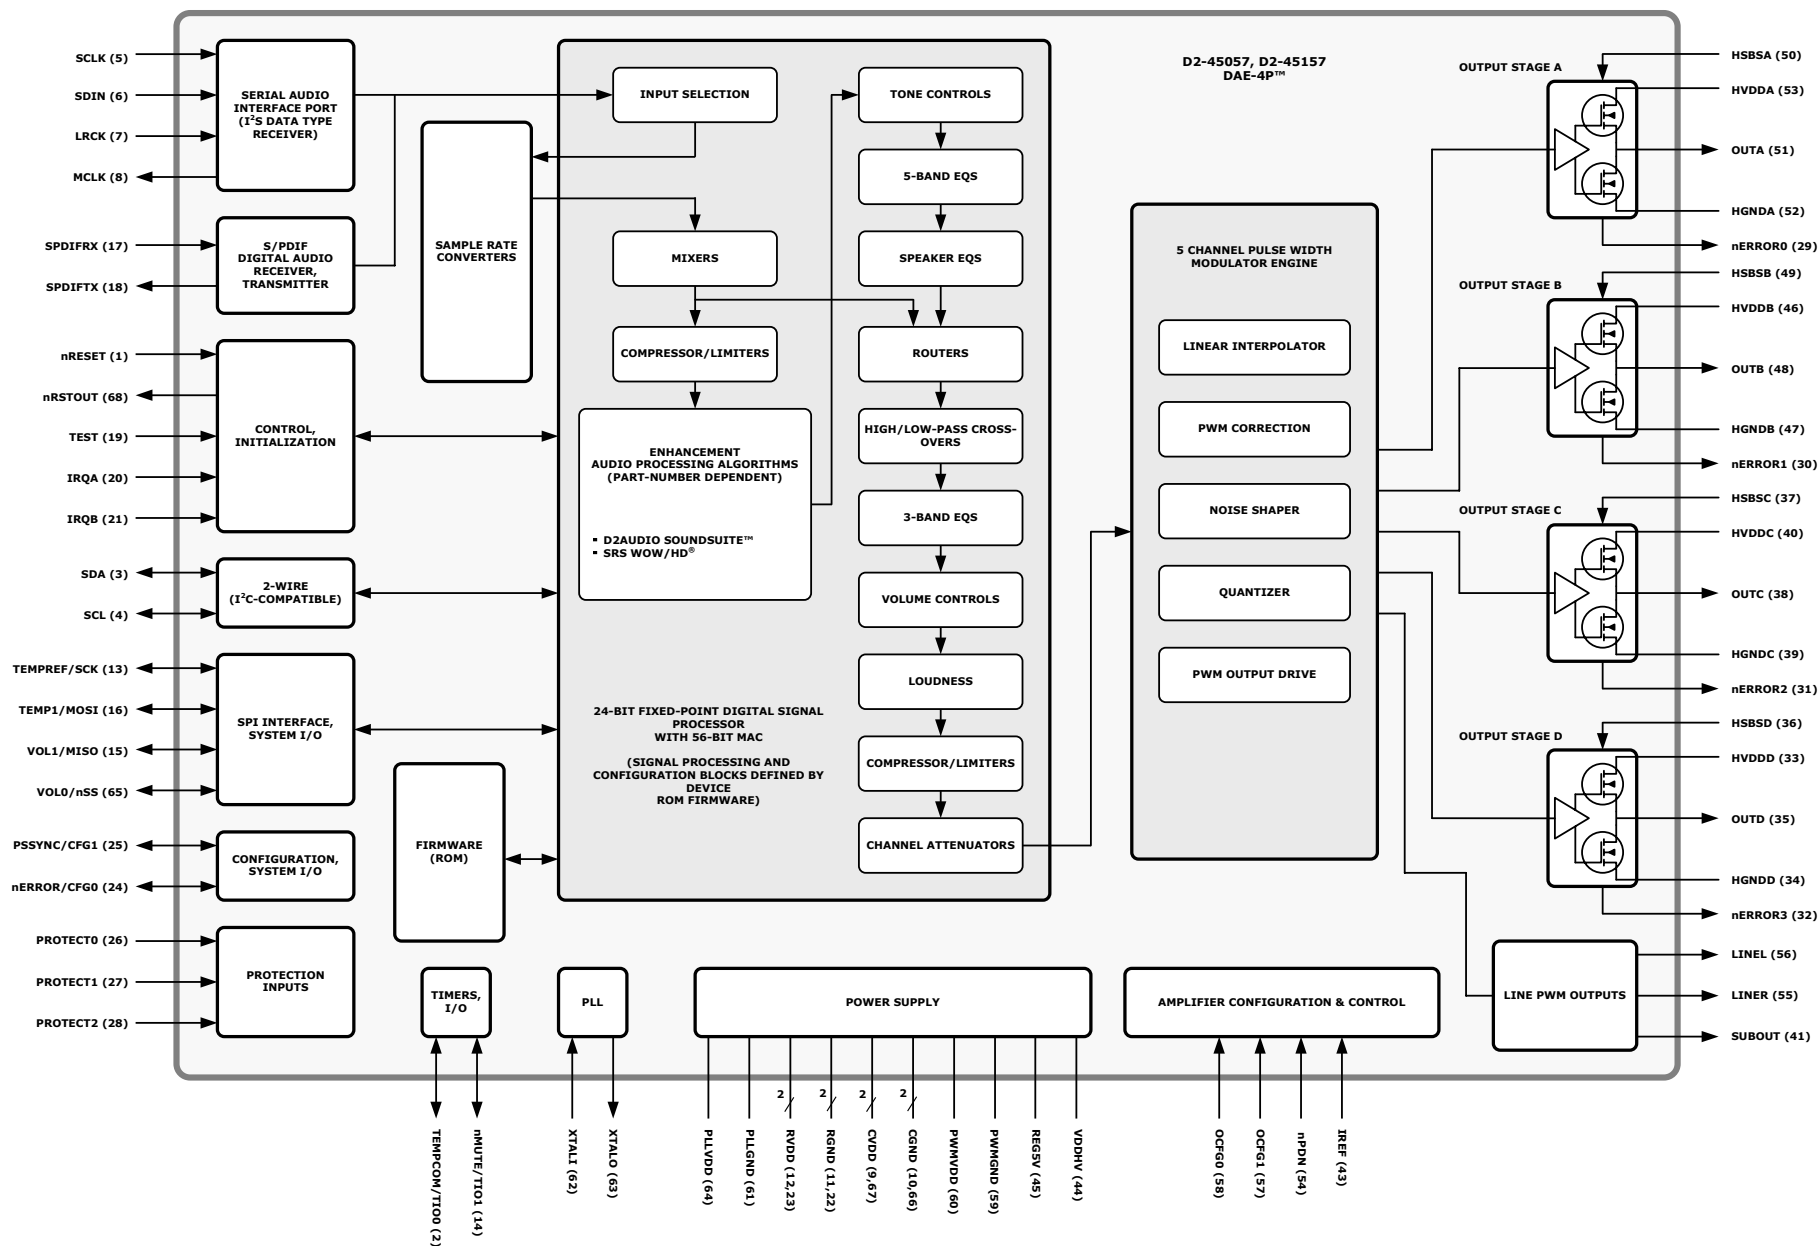 D2-45057, D2-45157
DAE-4P™
SCLK (5)
SDIN (6)
LRCK (7)
MCLK (8)
SERIAL AUDIO
INTERFACE PORT
(I²S DATA TYPE
RECEIVER)
SPDIFRX (17)
SPDIFTX (18)
S/PDIF
DIGITAL AUDIO
RECEIVER,
TRANSMITTER
nRESET (1)
nRSTOUT (68)
TEST (19)
IRQA (20)
IRQB (21)
CONTROL,
INITIALIZATION
SDA (3)
SCL (4)
2-WIRE
(I²C-COMPATIBLE)
TEMPREF/SCK (13)
TEMP1/MOSI (16)
VOL1/MISO (15)
VOL0/nSS (65)
SPI INTERFACE,
SYSTEM I/O
PSSYNC/CFG1 (25)
nERROR/CFG0 (24)
CONFIGURATION,
SYSTEM I/O
PROTECT0 (26)
PROTECT1 (27)
PROTECT2 (28)
PROTECTION
INPUTS
SAMPLE RATE
CONVERTERS
FIRMWARE
(ROM)
INPUT SELECTION
MIXERS
COMPRESSOR/LIMITERS
ENHANCEMENT
AUDIO PROCESSING ALGORITHMS
(PART-NUMBER DEPENDENT)
▪ D2AUDIO SOUNDSUITE™
▪ SRS WOW/HD®
24-BIT FIXED-POINT DIGITAL SIGNAL
PROCESSOR
WITH 56-BIT MAC
(SIGNAL PROCESSING AND
CONFIGURATION BLOCKS DEFINED BY
DEVICE
ROM FIRMWARE)
TONE CONTROLS
5-BAND EQS
SPEAKER EQS
ROUTERS
HIGH/LOW-PASS CROSS-
OVERS
3-BAND EQS
VOLUME CONTROLS
LOUDNESS
COMPRESSOR/LIMITERS
CHANNEL ATTENUATORS
5 CHANNEL PULSE WIDTH
MODULATOR ENGINE
LINEAR INTERPOLATOR
PWM CORRECTION
NOISE SHAPER
QUANTIZER
PWM OUTPUT DRIVE
OUTPUT STAGE A
HSBSA (50)
HVDDA (53)
OUTA (51)
HGNDA (52)
nERROR0 (29)
OUTPUT STAGE B
HSBSB (49)
HVDDB (46)
OUTB (48)
HGNDB (47)
nERROR1 (30)
OUTPUT STAGE C
HSBSC (37)
HVDDC (40)
OUTC (38)
HGNDC (39)
nERROR2 (31)
OUTPUT STAGE D
HSBSD (36)
HVDDD (33)
OUTD (35)
HGNDD (34)
nERROR3 (32)
LINE PWM OUTPUTS
LINEL (56)
LINER (55)
SUBOUT (41)
TIMERS,
I/O
PLL
POWER SUPPLY
AMPLIFIER CONFIGURATION & CONTROL
2
2
2
2
TEMPCOM/TIO0 (2)
nMUTE/TIO1 (14)
XTALI (62)
XTALO (63)
PLLVDD (64)
PLLGND (61)
RVDD (12,23)
RGND (11,22)
CVDD (9,67)
CGND (10,66)
PWMVDD (60)
PWMGND (59)
REG5V (45)
VDDHV (44)
OCFG0 (58)
OCFG1 (57)
nPDN (54)
IREF (43)